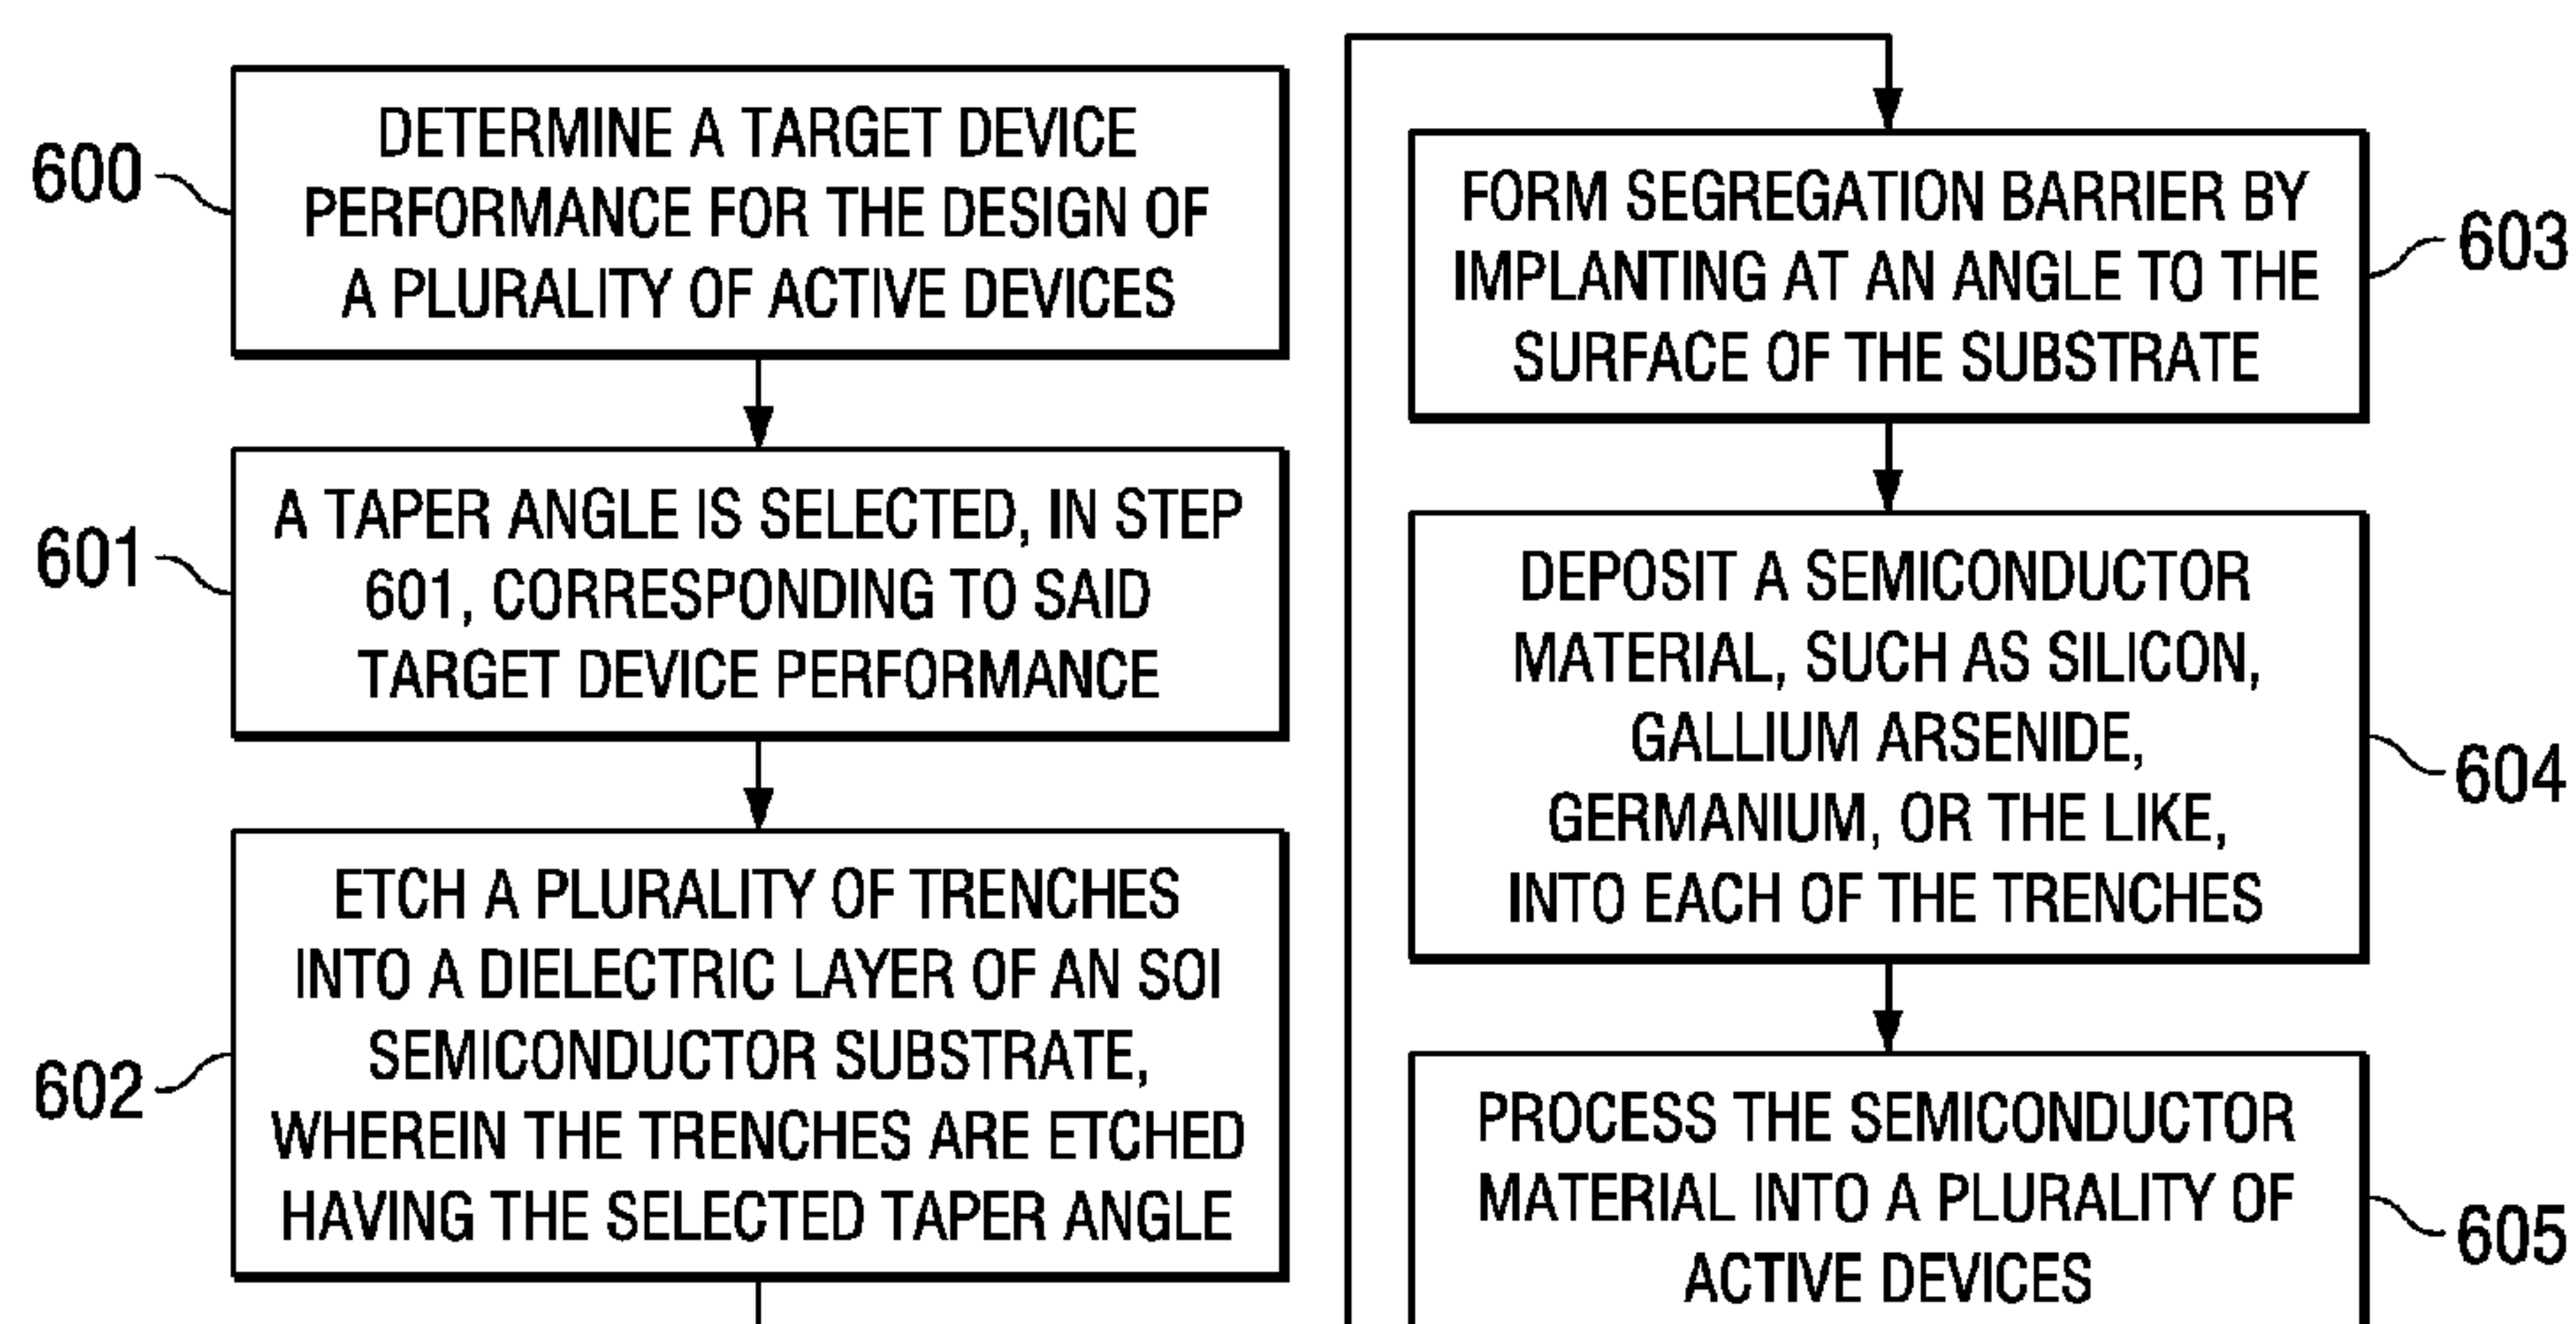 600
DETERMINE A TARGET DEVICE
PERFORMANCE FOR THE DESIGN OF
A PLURALITY OF ACTIVE DEVICES
601
A TAPER ANGLE IS SELECTED, IN STEP
601, CORRESPONDING TO SAID
TARGET DEVICE PERFORMANCE
602
ETCH A PLURALITY OF TRENCHES
INTO A DIELECTRIC LAYER OF AN SOI
SEMICONDUCTOR SUBSTRATE,
WHEREIN THE TRENCHES ARE ETCHED
HAVING THE SELECTED TAPER ANGLE
FORM SEGREGATION BARRIER BY
IMPLANTING AT AN ANGLE TO THE
SURFACE OF THE SUBSTRATE
603
DEPOSIT A SEMICONDUCTOR
MATERIAL, SUCH AS SILICON,
GALLIUM ARSENIDE,
GERMANIUM, OR THE LIKE,
INTO EACH OF THE TRENCHES
604
PROCESS THE SEMICONDUCTOR
MATERIAL INTO A PLURALITY OF
ACTIVE DEVICES
605